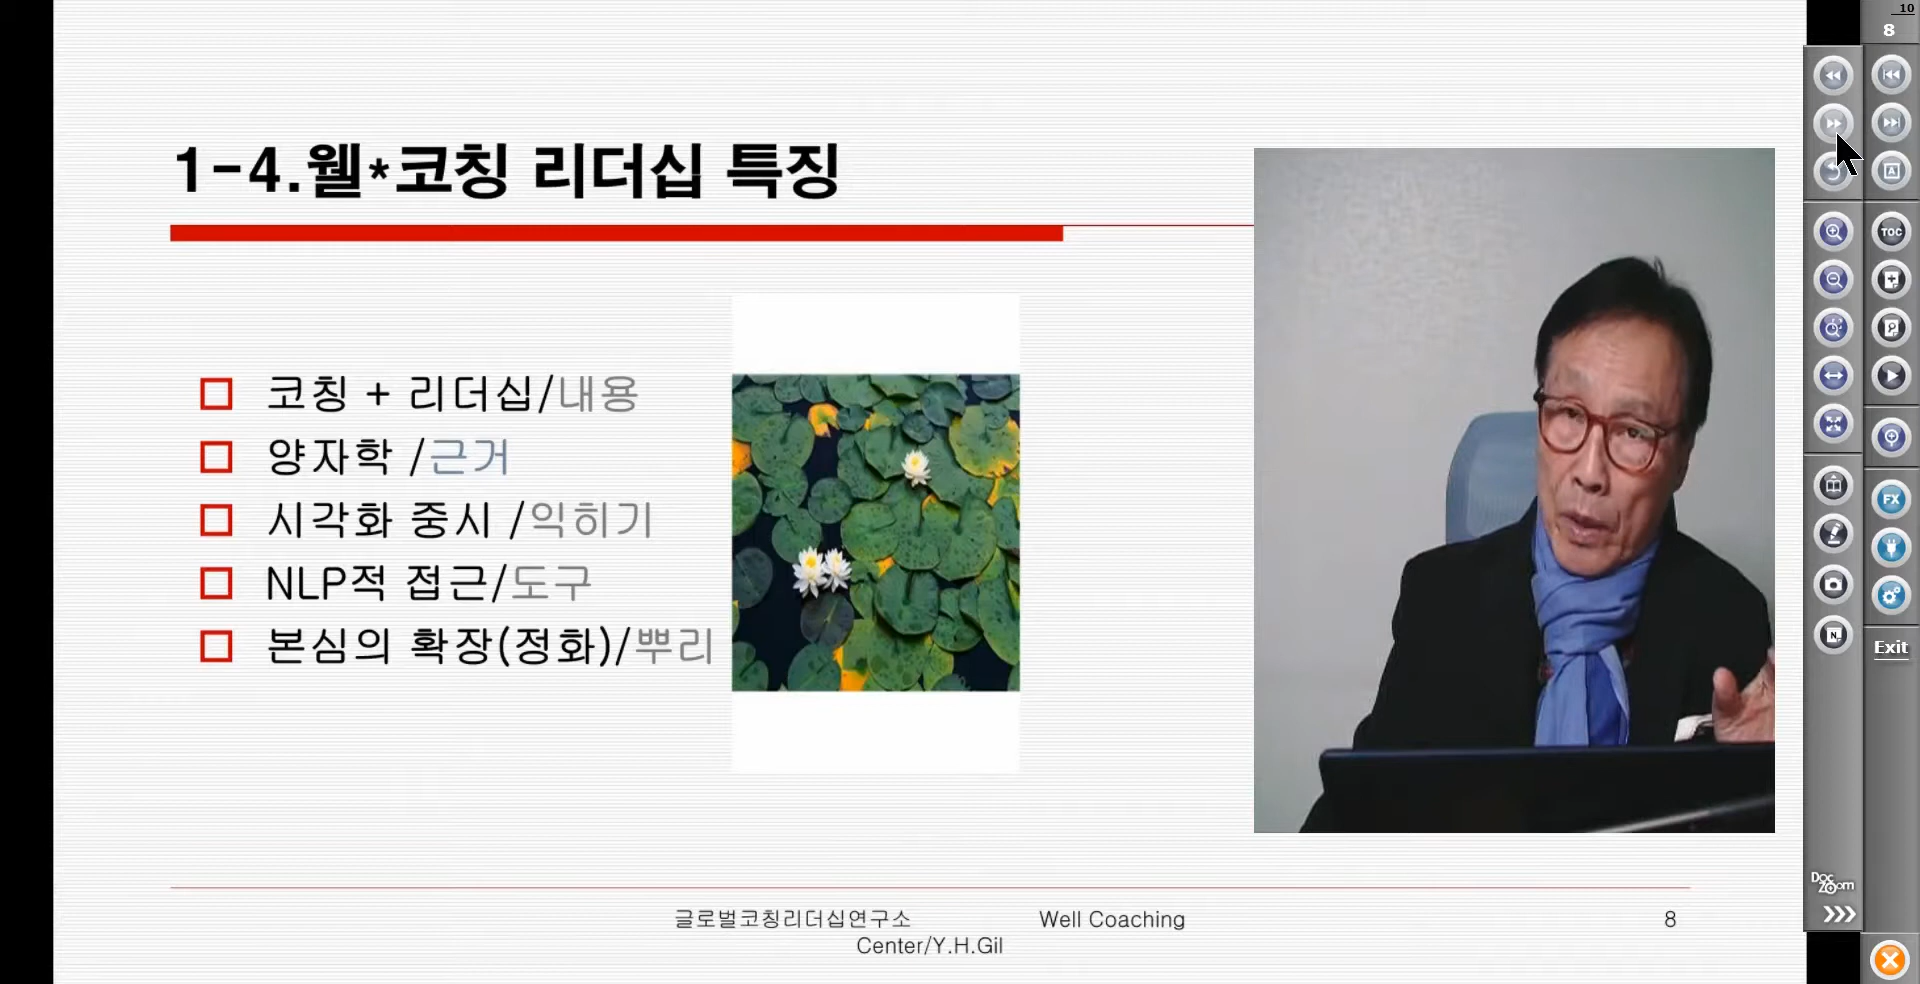 10
8
1-4.웰*코칭 리더십 특징
코칭 + 리더십/내용
양자학 /근거
시각화 중시 /익히기
NLP적 접근/도구
본심의 확장(정화)/뿌리
글로벌코칭리더십연구소 Well Coaching
Center/Y.H.Gil
8
A
TOC
FX
N
Exit
DocZoom